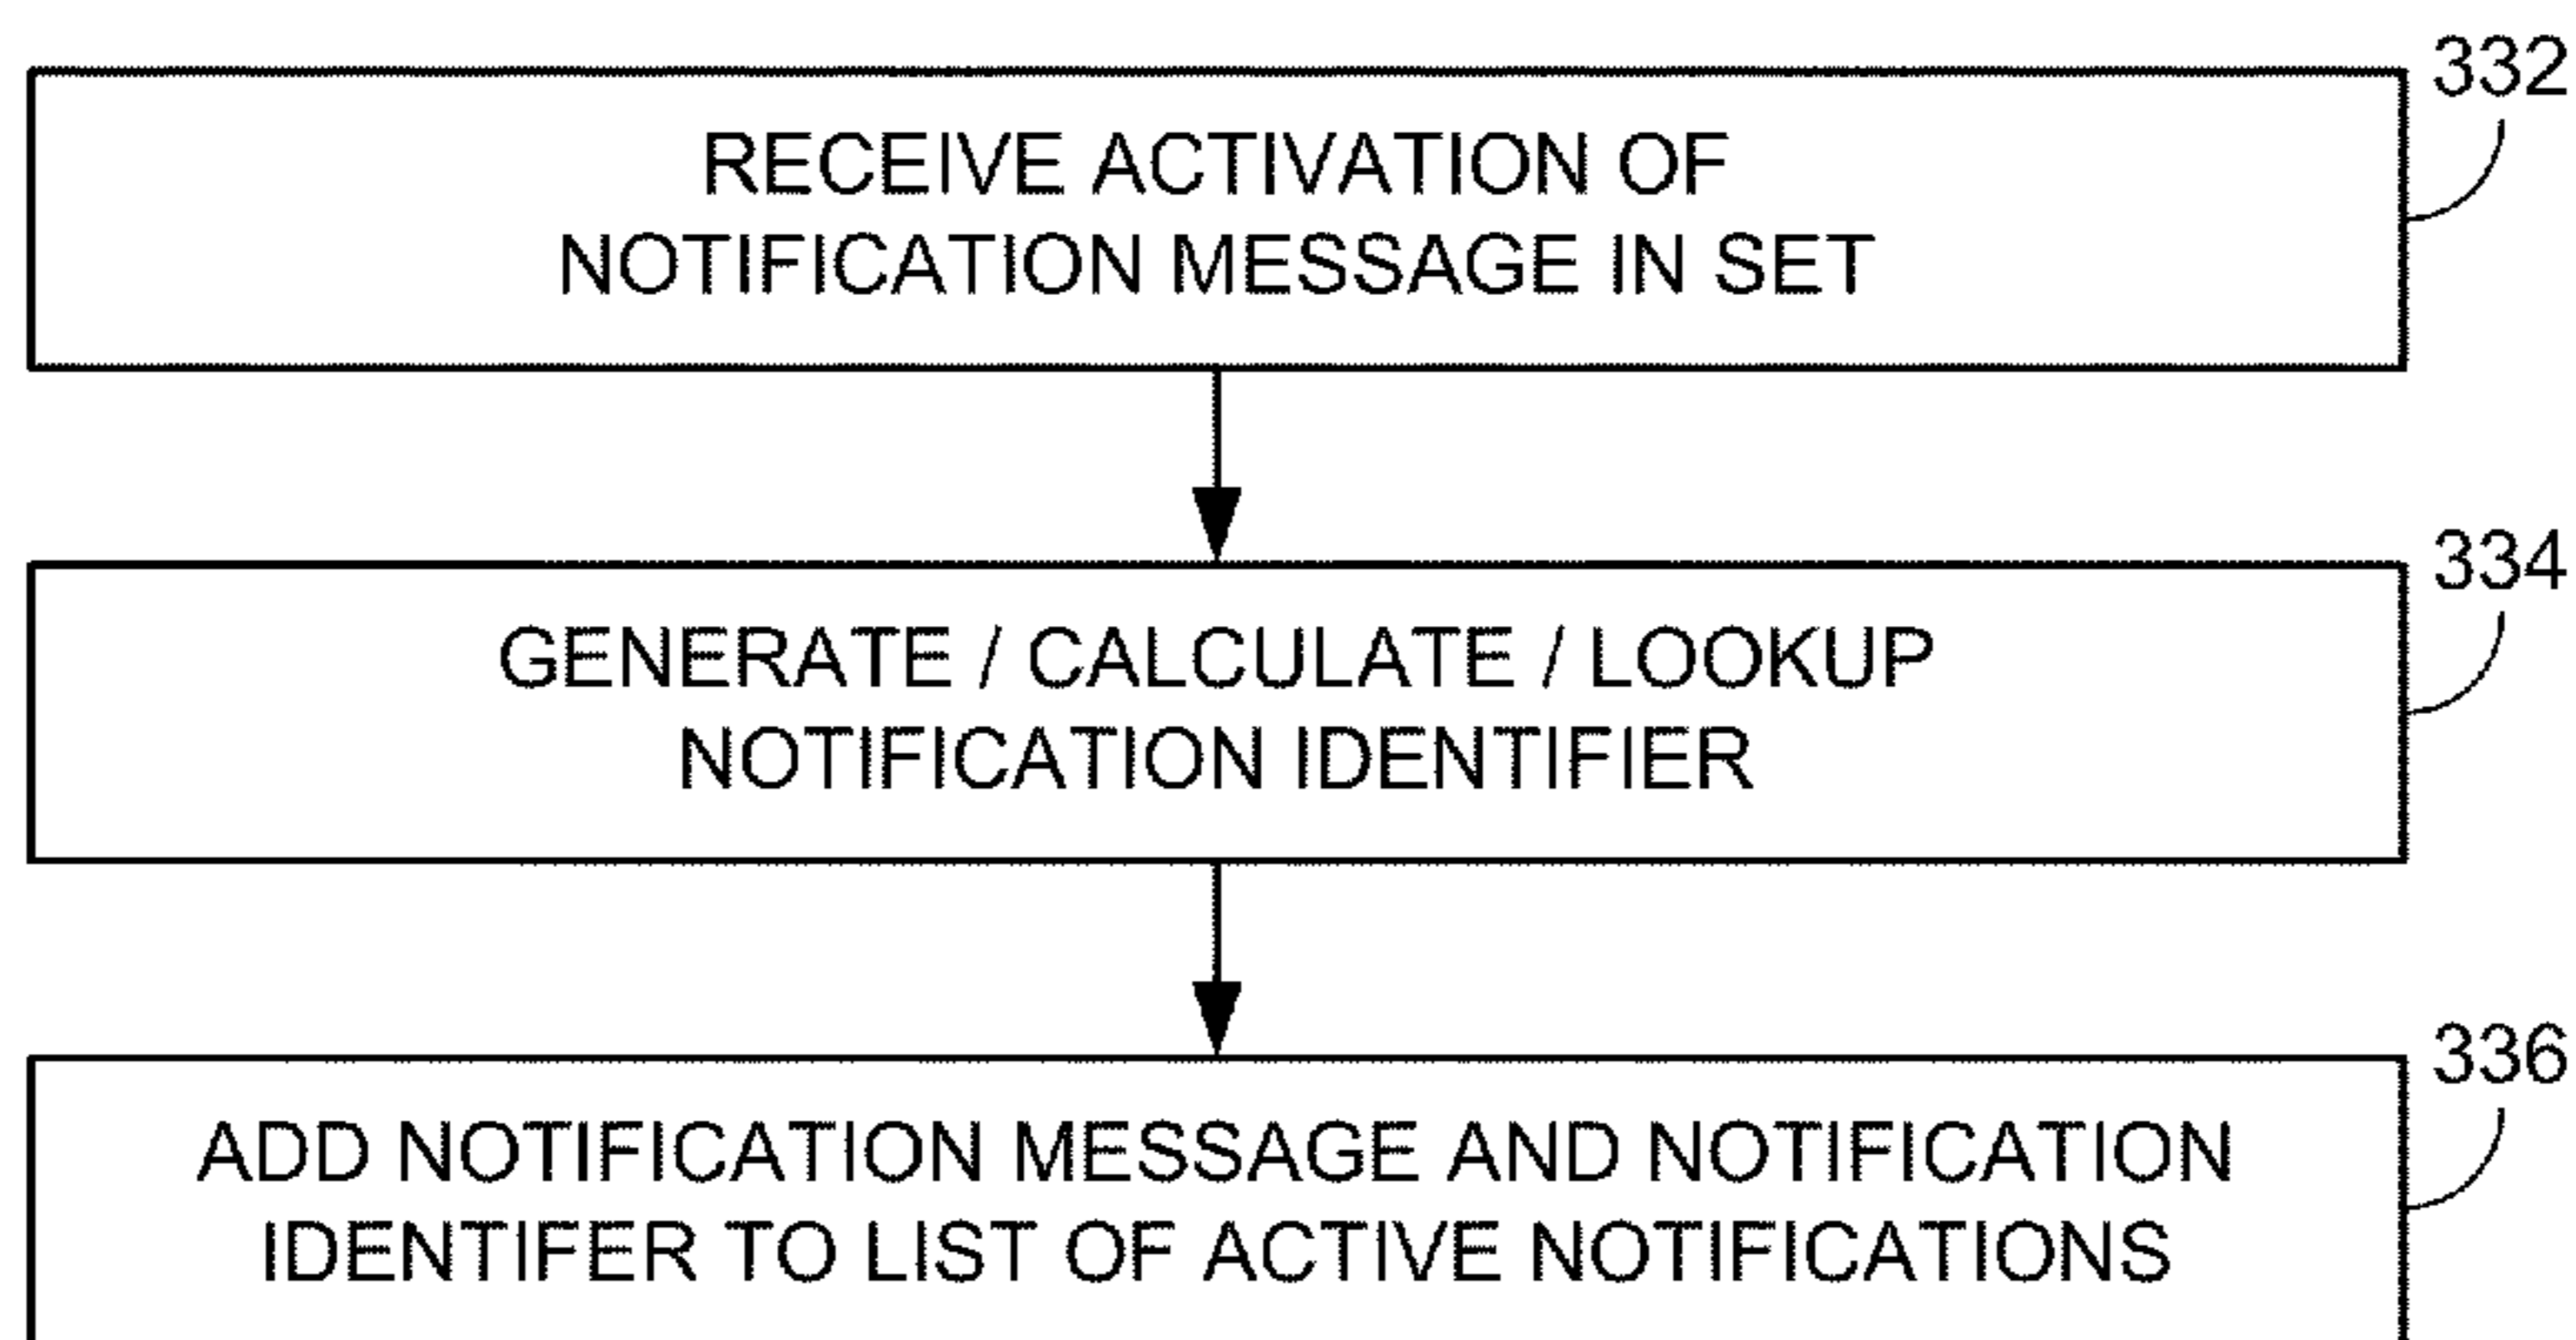 332
RECEIVE ACTIVATION OF
NOTIFICATION MESSAGE IN SET
334
GENERATE / CALCULATE / LOOKUP
NOTIFICATION IDENTIFIER
336
ADD NOTIFICATION MESSAGE AND NOTIFICATION
IDENTIFER TO LIST OF ACTIVE NOTIFICATIONS